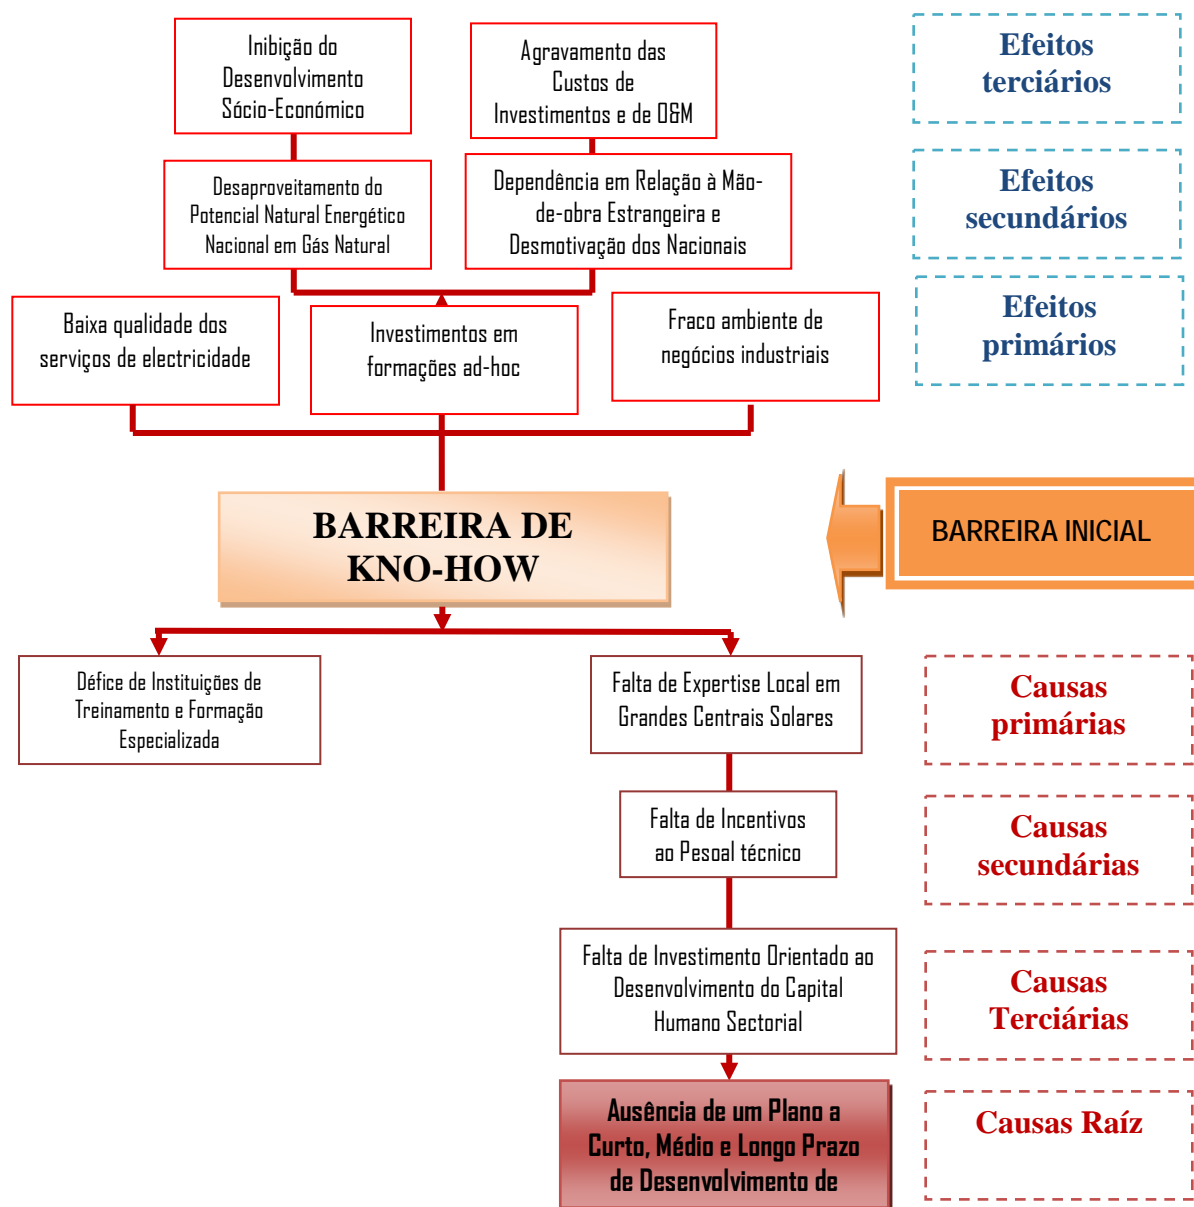 Inibição do
Desenvolvimento
Sócio-Económico
Agravamento das
Custos de
Investimentos e de O&M
Efeitos
terciários
Desaproveitamento do
Potencial Natural Energético
Nacional em Gás Natural
Dependência em Relação à Mão-
de-obra Estrangeira e
Desmotivação dos Nacionais
Efeitos
secundários
Baixa qualidade dos
serviços de electricidade
Investimentos em
formações ad-hoc
Fraco ambiente de
negócios industriais
Efeitos
primários
BARREIRA DE
KNO-HOW
BARREIRA INICIAL
Défice de Instituições de
Treinamento e Formação
Especializada
Falta de Expertise Local em
Grandes Centrais Solares
Causas
primárias
Falta de Incentivos
ao Pesoal técnico
Causas
secundárias
Falta de Investimento Orientado ao
Desenvolvimento do Capital
Humano Sectorial
Causas
Terciárias
Ausência de um Plano a
Curto, Médio e Longo Prazo
de Desenvolvimento de
Causas Raíz